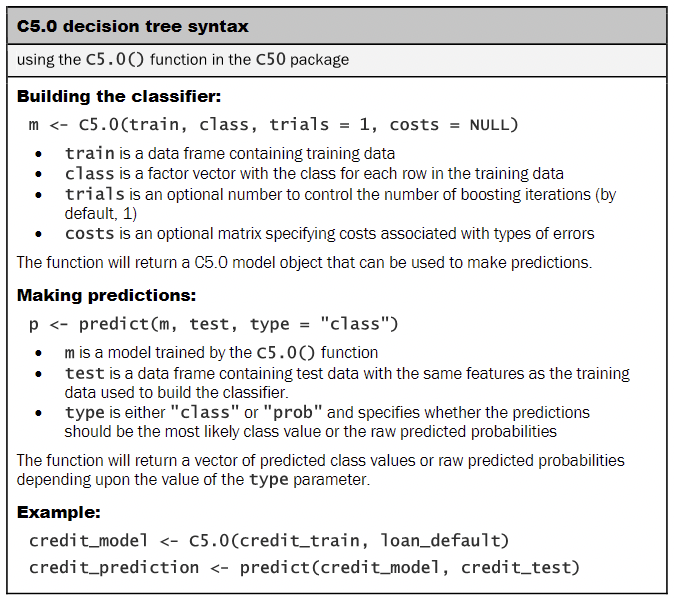 C5.0 decision tree syntax
using the C5.0() function in the C50 package
Building the classifier:
m <- C5.0(train, class, trials = 1, costs = NULL)
• train is a data frame containing training data
• class is a factor vector with the class for each row in the training data
• trials is an optional number to control the number of boosting iterations (by
default, 1)
• costs is an optional matrix specifying costs associated with types of errors
The function will return a C5.0 model object that can be used to make predictions.
Making predictions:
p <- predict(m, test, type = "class")
• m is a model trained by the C5.0() function
• test is a data frame containing test data with the same features as the training
data used to build the classifier.
• type is either "class" or "prob" and specifies whether the predictions
should be the most likely class value or the raw predicted probabilities
The function will return a vector of predicted class values or raw predicted probabilities
depending upon the value of the type parameter.
Example:
credit_model <- C5.0(credit_train, loan_default)
credit_prediction <- predict(credit_model, credit_test)